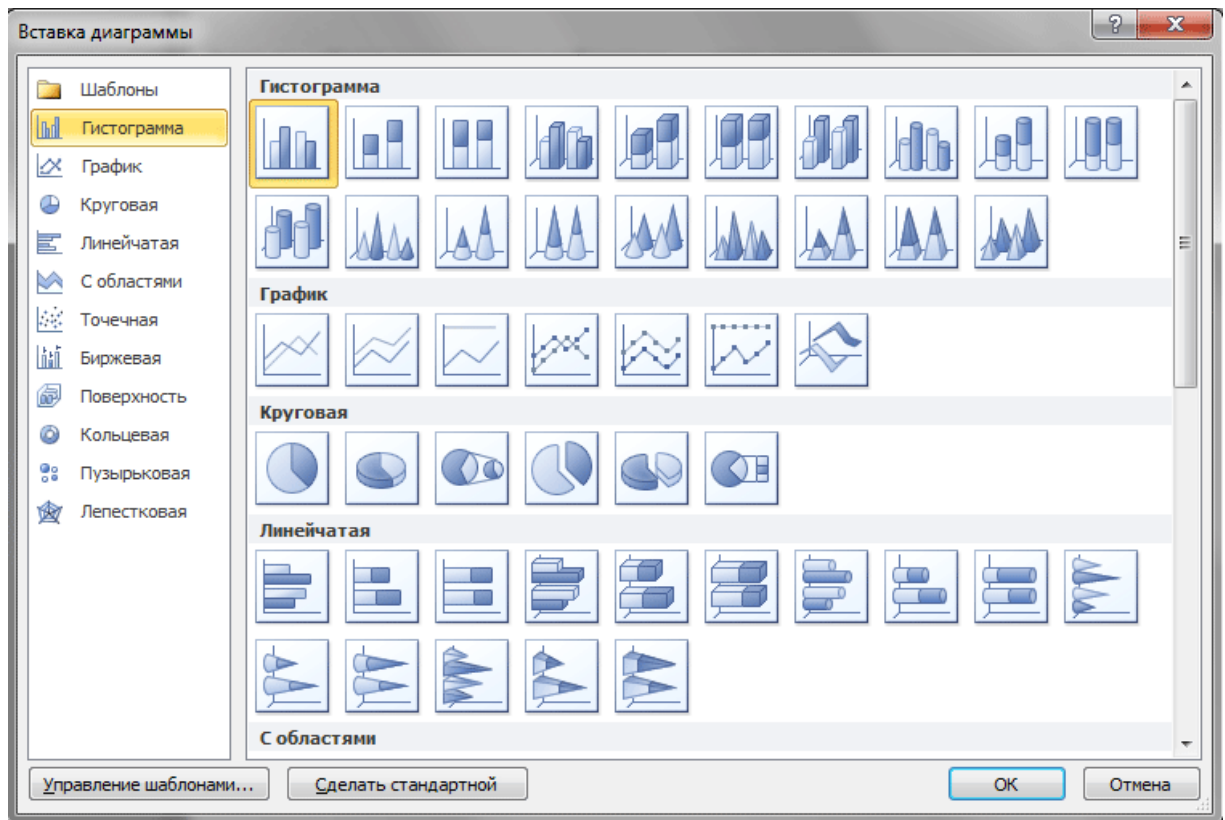 Вставка диаграммы
Шаблоны
Гистограмма
График
Круговая
Линейчатая
С областями
Точечная
Биржевая
Поверхность
Кольцевая
Пузырьковая
Лепестковая
Гистограмма
График
Круговая
Линейчатая
С областями
Управление шаблонами...
Сделать стандартной
ОК
Отмена